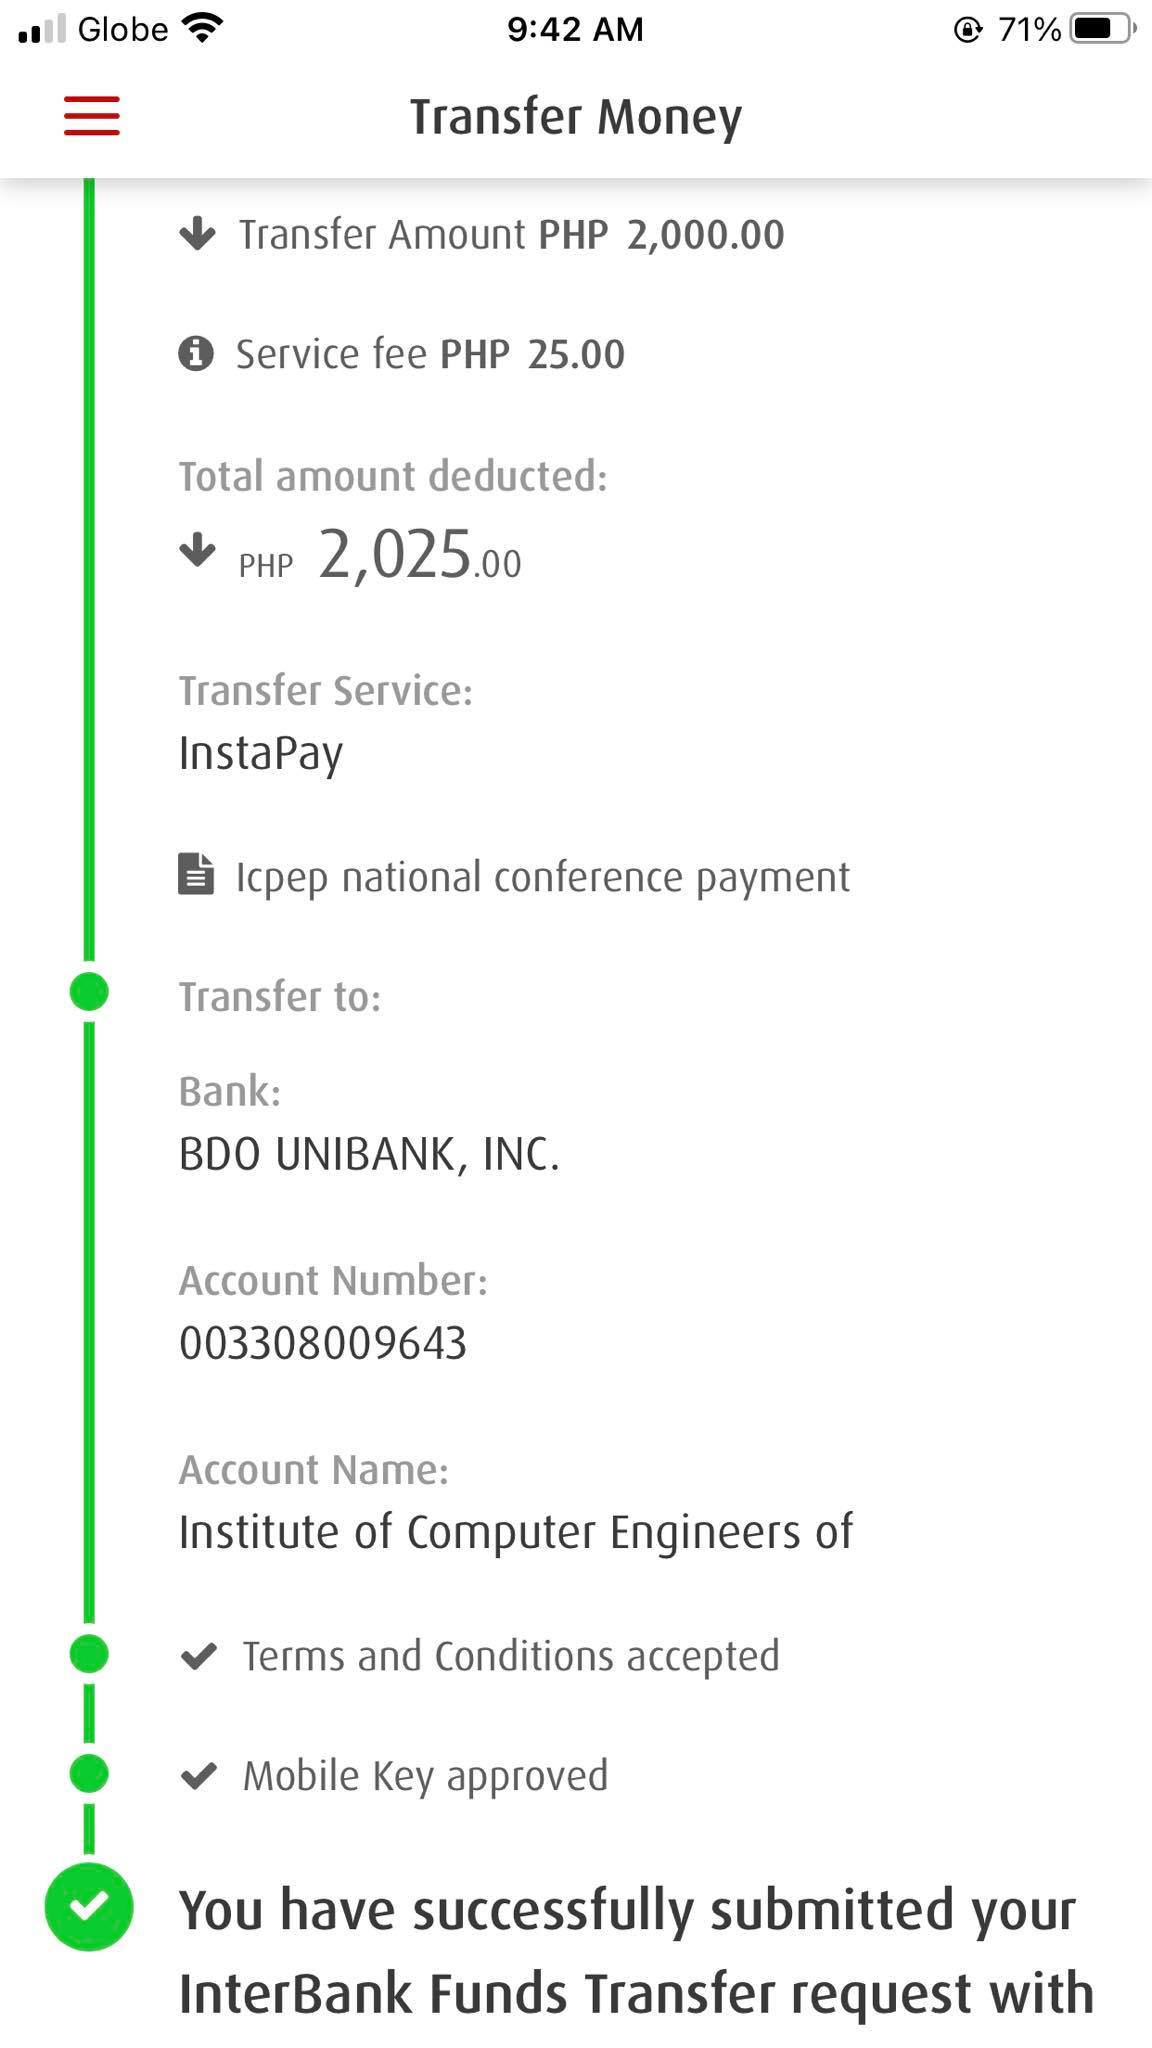 Globe
9:42 AM
71%
Transfer Money
Transfer Amount PHP 2,000.00
Service fee PHP 25.00
Total amount deducted:
PHP 2,025.00
Transfer Service:
InstaPay
Icpep national conference payment
Transfer to:
Bank:
BDO UNIBANK, INC.
Account Number:
003308009643
Account Name:
Institute of Computer Engineers of
Terms and Conditions accepted
Mobile Key approved
You have successfully submitted your
InterBank Funds Transfer request with